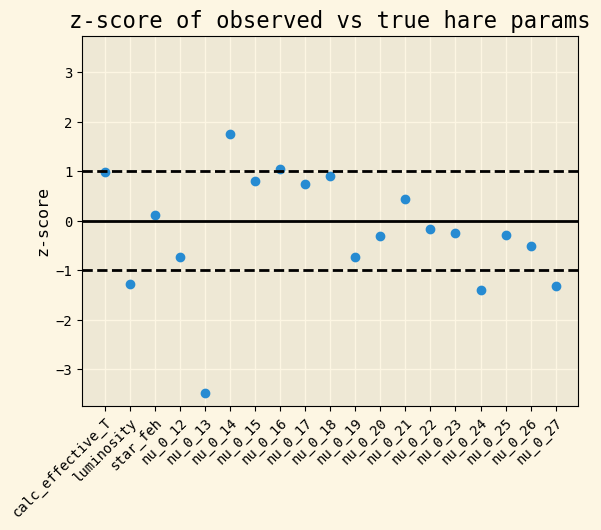 z-score of observed vs true hare params
z-score
3
2
1
0
−1
−2
−3
calc_effective_T
luminosity
star_feh
nu_0_12
nu_0_13
nu_0_14
nu_0_15
nu_0_16
nu_0_17
nu_0_18
nu_0_19
nu_0_20
nu_0_21
nu_0_22
nu_0_23
nu_0_24
nu_0_25
nu_0_26
nu_0_27